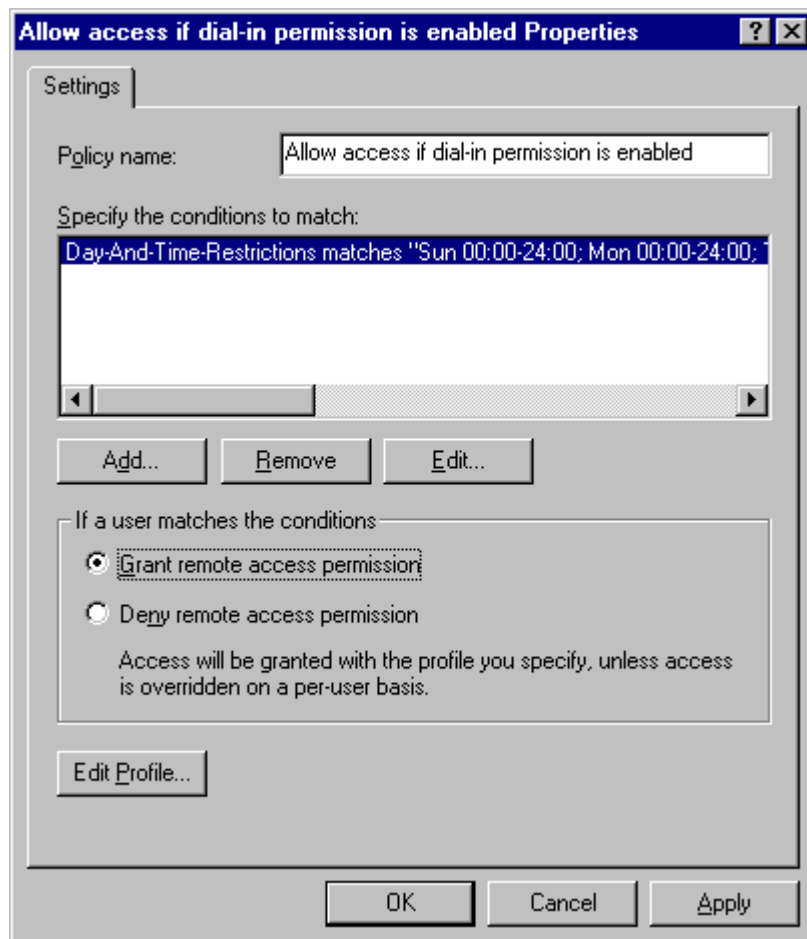 Allow access if dial-in permission is enabled Properties
Settings
Policy name:
Allow access if dial-in permission is enabled
Specify the conditions to match:
Day-And-Time-Restrictions matches "Sun 00:00-24:00; Mon 00:00-24:00;
Add...
Remove
Edit...
If a user matches the conditions
Grant remote access permission
Deny remote access permission
Access will be granted with the profile you specify, unless access
is overridden on a per-user basis.
Edit Profile...
OK
Cancel
Apply